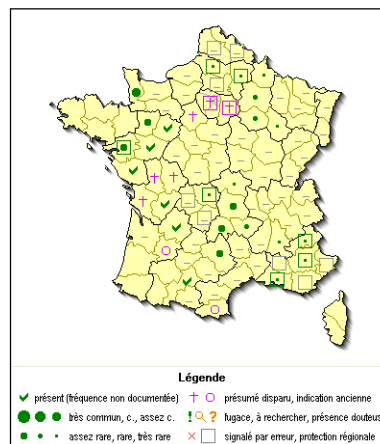 Légende
présent (fréquence non documentée)
présumé disparu, indication ancienne
très commun, c., assez c.
! ? fugace, à rechercher, présence douteus
assez rare, rare, très rare
signalé par erreur, protection régionale